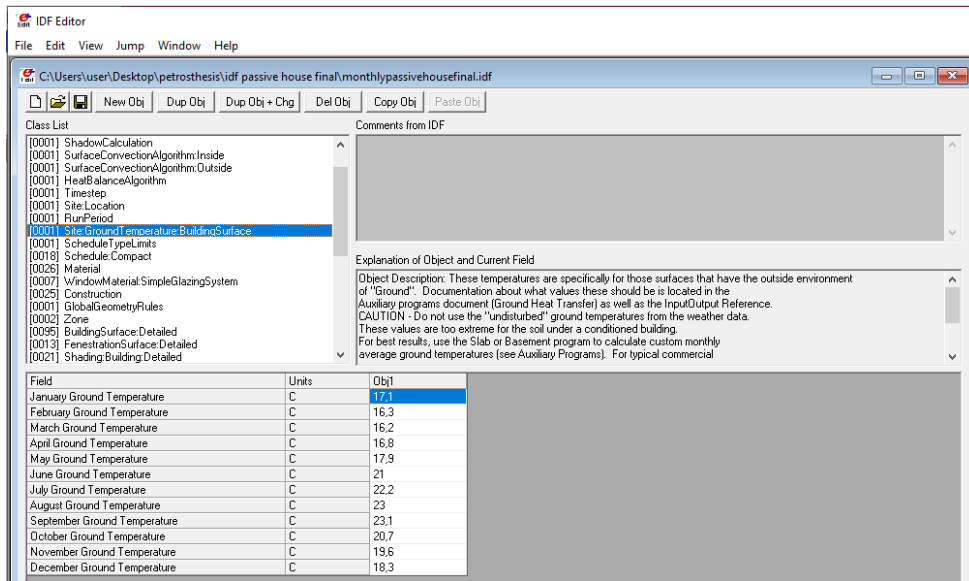 IDF Editor
File Edit View Jump Window Help
C:\Users\user\Desktop\petrosthesis\idf passive house final\monthlypassivehousefinal.idf
New Obj Dup Obj Dup Obj + Chg Del Obj Copy Obj Paste Obj
Class List
[0001] ShadowCalculation
[0001] SurfaceConvectionAlgorithm:Inside
[0001] SurfaceConvectionAlgorithm:Outside
[0001] HeatBalanceAlgorithm
[0001] Timestep
[0001] Site:Location
[0001] RunPeriod
[0001] Site:GroundTemperature:BuildingSurface
[0001] ScheduleTypeLimits
[0018] Schedule:Compact
[0026] Material
[0007] WindowMaterial:SimpleGlazingSystem
[0025] Construction
[0001] GlobalGeometryRules
[0002] Zone
[0095] BuildingSurface:Detailed
[0013] FenestrationSurface:Detailed
[0021] Shading:Building:Detailed
Comments from IDF
Explanation of Object and Current Field
Object Description: These temperatures are specifically for those surfaces that have the outside environment
of "Ground". Documentation about what values these should be is located in the
Auxiliary programs document (Ground Heat Transfer) as well as the InputOutput Reference.
CAUTION - Do not use the "undisturbed" ground temperatures from the weather data.
These values are too extreme for the soil under a conditioned building.
For best results, use the Slab or Basement program to calculate custom monthly
average ground temperatures (see Auxiliary Programs). For typical commercial
Field Units Obj1
January Ground Temperature C 17,1
February Ground Temperature C 16,3
March Ground Temperature C 16,2
April Ground Temperature C 16,8
May Ground Temperature C 17,9
June Ground Temperature C 21
July Ground Temperature C 22,2
August Ground Temperature C 23
September Ground Temperature C 23,1
October Ground Temperature C 20,7
November Ground Temperature C 19,6
December Ground Temperature C 18,3